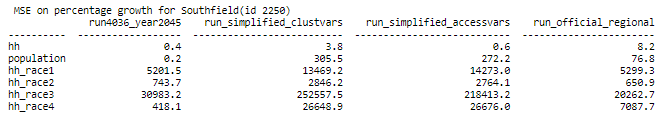 MSE on percentage growth for Southfield(id 2250)
run4036_year2045 run_simplified_clustvars run_simplified_accessvars run_official_regional
---------- ------------------ -------------------------- --------------------------- -----------------------
hh 0.4 3.8 0.6 8.2
population 0.2 305.5 272.2 76.8
hh_race1 5201.5 13469.2 14273.0 5299.3
hh_race2 743.7 2846.2 2764.1 650.9
hh_race3 30983.2 252557.5 218413.2 20262.7
hh_race4 418.1 26648.9 26676.0 7087.7